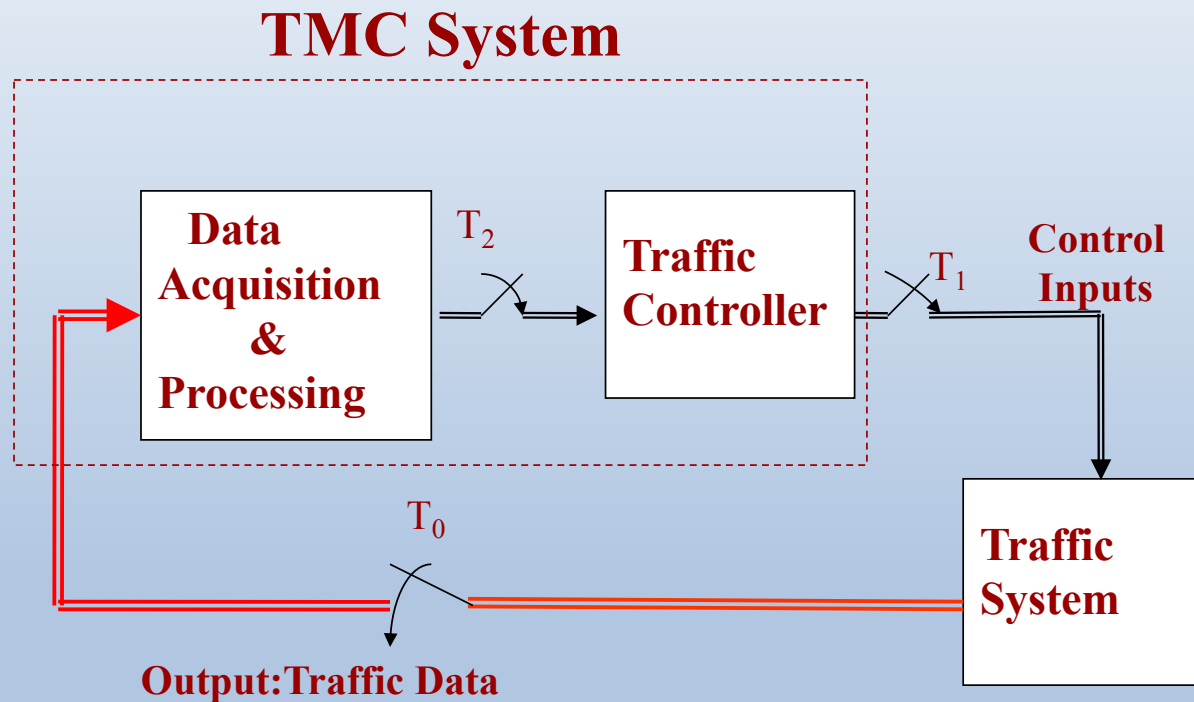 TMC System
Data
Acquisition
&
Processing
T₂
Traffic
Controller
T₁
Control
Inputs
T₀
Traffic
System
Output:Traffic Data